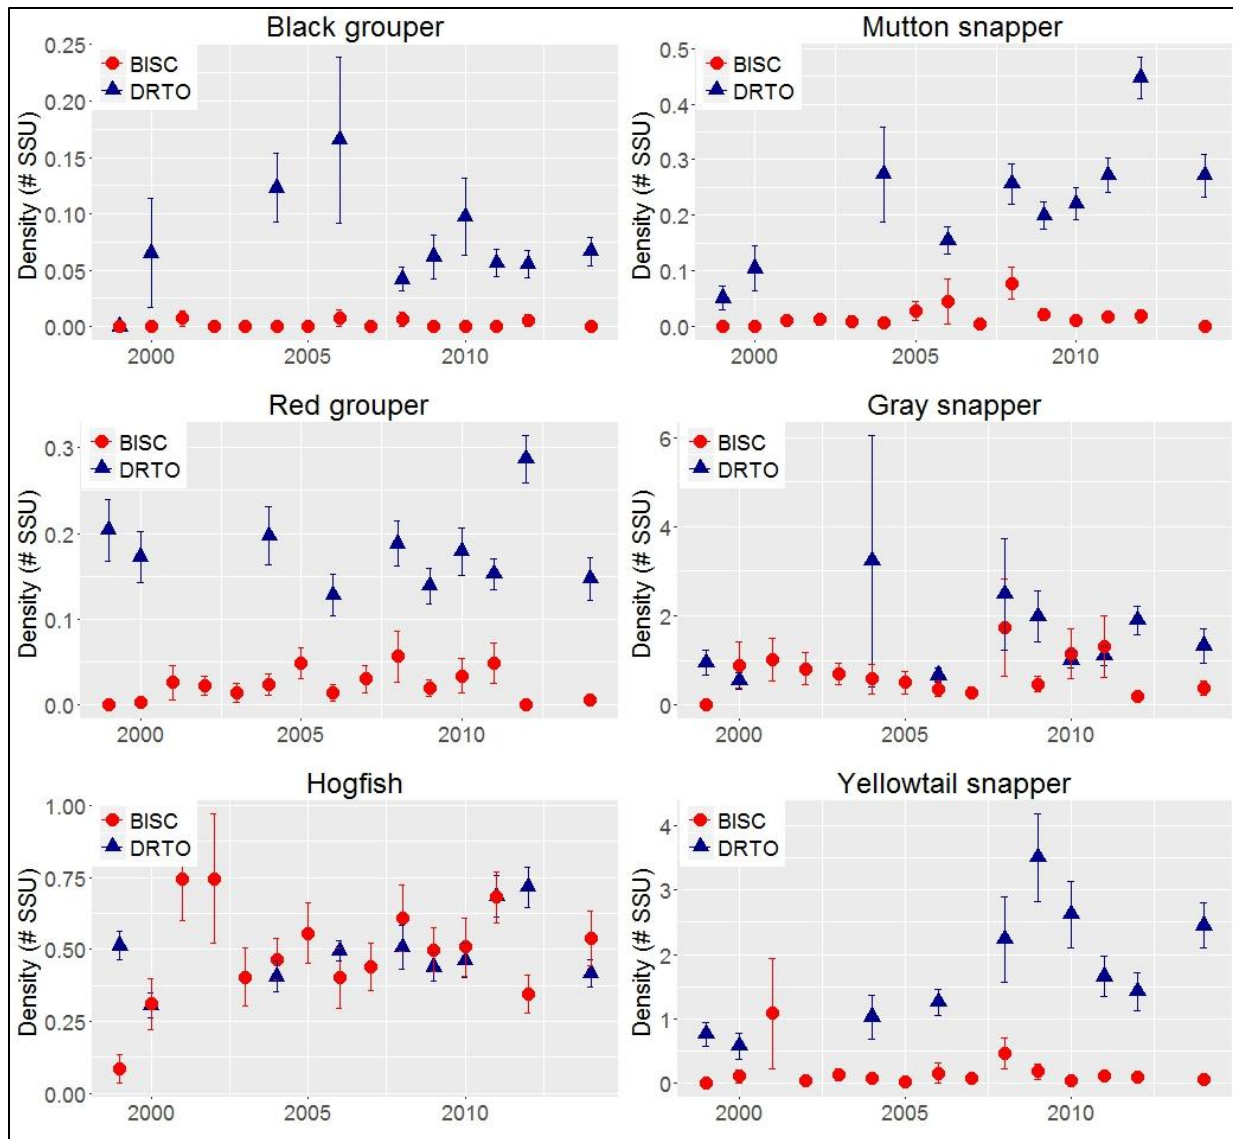 Black grouper
Density (# SSU)
0.25
0.20
0.15
0.10
0.05
0.00
BISC
DRTO
2000 2005 2010
Mutton snapper
Density (# SSU)
0.5
0.4
0.3
0.2
0.1
0.0
BISC
DRTO
2000 2005 2010
Red grouper
Density (# SSU)
0.3
0.2
0.1
0.0
BISC
DRTO
2000 2005 2010
Gray snapper
Density (# SSU)
6
4
2
0
BISC
DRTO
2000 2005 2010
Hogfish
Density (# SSU)
1.00
0.75
0.50
0.25
0.00
BISC
DRTO
2000 2005 2010
Yellowtail snapper
Density (# SSU)
4
3
2
1
0
BISC
DRTO
2000 2005 2010